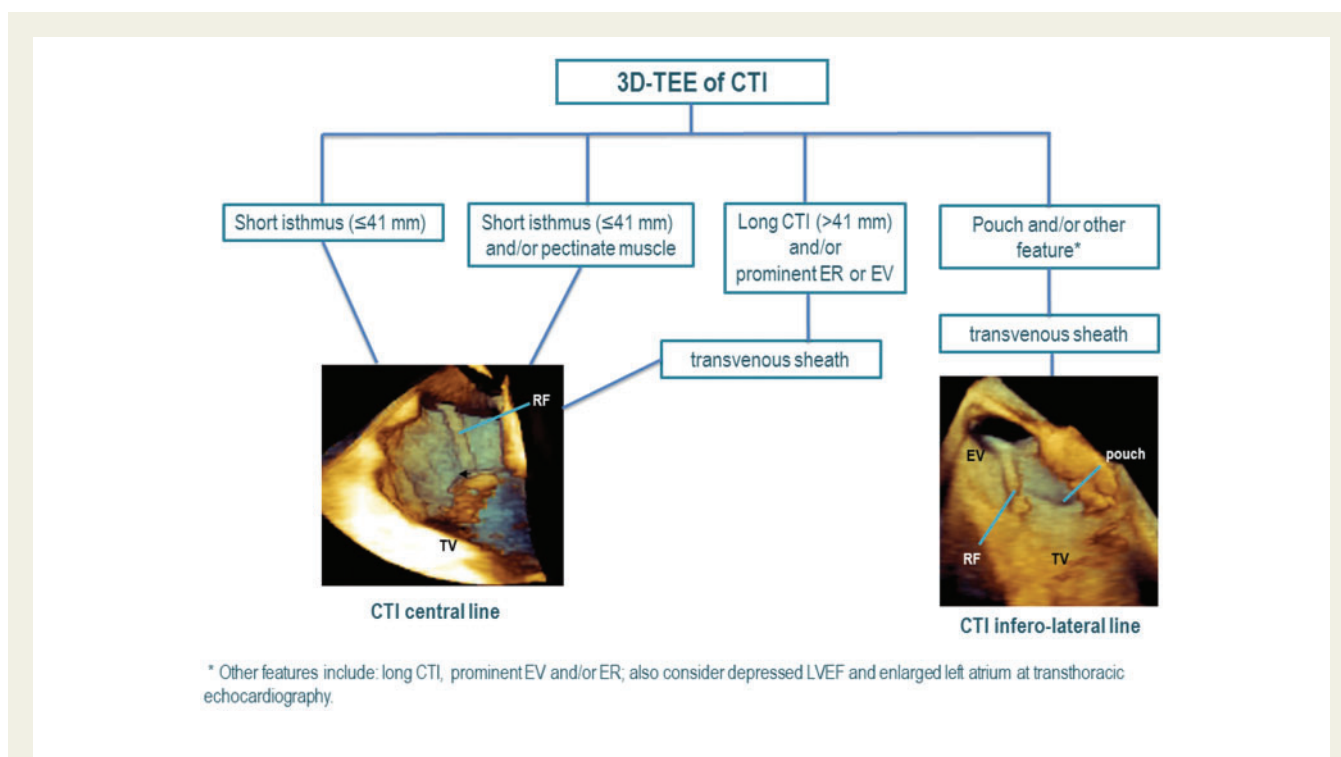 3D-TEE of CTI
Short isthmus (≤41 mm)
Short isthmus (≤41 mm)
and/or pectinate muscle
Long CTI (>41 mm)
and/or
prominent ER or EV
Pouch and/or other
feature*
transvenous sheath
transvenous sheath
RF
TV
CTI central line
EV
pouch
RF
TV
CTI infero-lateral line
* Other features include: long CTI, prominent EV and/or ER; also consider depressed LVEF and enlarged left atrium at transthoracic
echocardiography.